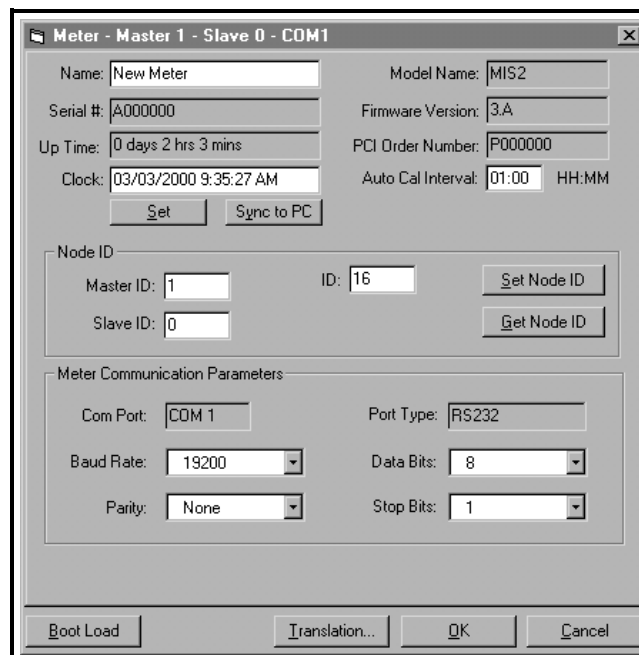 Meter - Master 1 - Slave 0 - COM1
Name: New Meter
Model Name: MIS2
Serial #: A000000
Firmware Version: 3.A
Up Time: 0 days 2 hrs 3 mins
PCI Order Number: P000000
Clock: 03/03/2000 9:35:27 AM
Auto Cal Interval: 01:00 HH:MM
Set Sync to PC
Node ID
Master ID: 1
ID: 16
Set Node ID
Slave ID: 0
Get Node ID
Meter Communication Parameters
Com Port: COM 1
Port Type: RS232
Baud Rate: 19200
Data Bits: 8
Parity: None
Stop Bits: 1
Boot Load Translation... OK Cancel